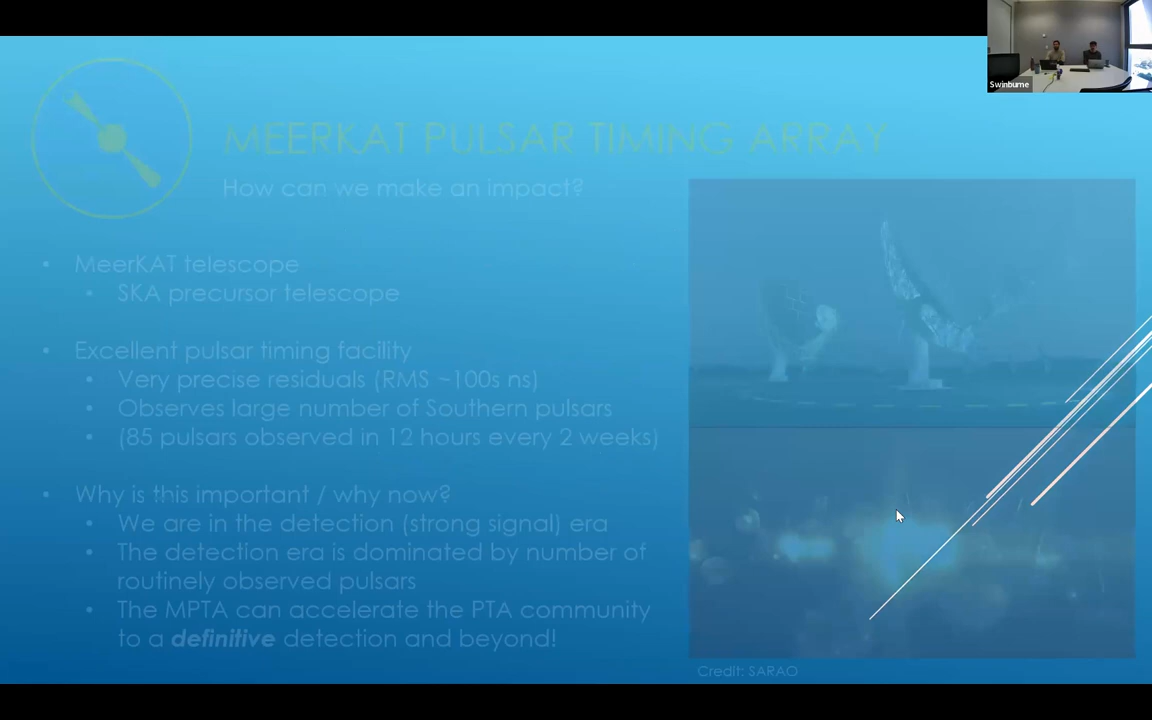 Swinburne
MEERKAT PULSAR TIMING ARRAY
How can we make an impact?
• MeerKAT telescope
• SKA precursor telescope
• Excellent pulsar timing facility
• Very precise residuals (RMS ~100s ns)
• Observes large number of Southern pulsars
• (85 pulsars observed in 12 hours every 2 weeks)
• Why is this important / why now?
• We are in the detection (strong signal) era
• The detection era is dominated by number of
routinely observed pulsars
• The MPTA can accelerate the PTA community
to a definitive detection and beyond!
Credit: SARAO